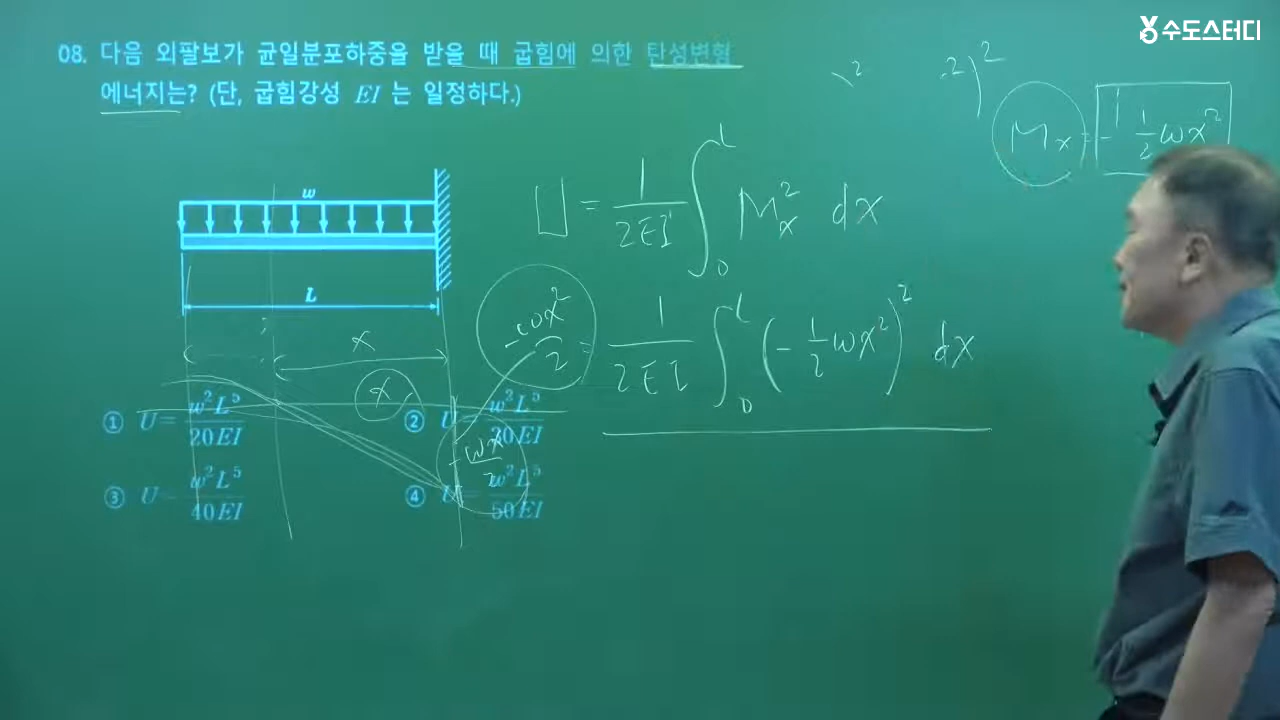 수도스터디
08. 다음 외팔보가 균일분포하중을 받을 때 굽힘에 의한 탄성변형
에너지는? (단, 굽힘강성 EI 는 일정하다.)
w
L
① U = w²L⁵/20EI
② U = w²L⁵/30EI
③ U = w²L⁵/40EI
④ U = w²L⁵/50EI
x
x
-ωx²/2
Mx = -1/2 ωx²
U = 1/2EI ∫₀ᴸ Mx² dx
= 1/2EI ∫₀ᴸ (-1/2 ωx²)² dx